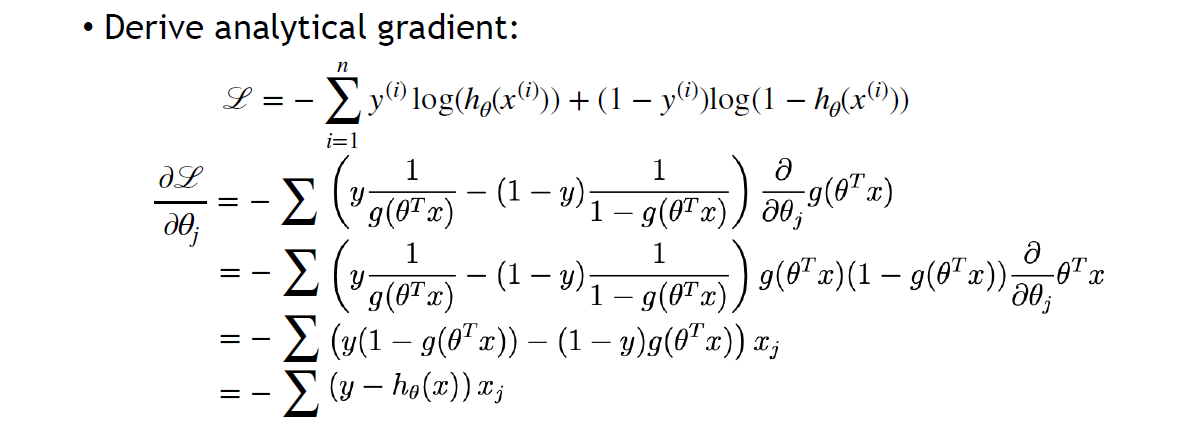 • Derive analytical gradient:
ℒ = − ∑_{i=1}^{n} y^{(i)} log(h_θ(x^{(i)})) + (1 − y^{(i)})log(1 − h_θ(x^{(i)}))
∂ℒ/∂θ_j = − ∑ (y 1/g(θ^T x) − (1 − y) 1/(1 − g(θ^T x))) ∂/∂θ_j g(θ^T x)
= − ∑ (y 1/g(θ^T x) − (1 − y) 1/(1 − g(θ^T x))) g(θ^T x)(1 − g(θ^T x)) ∂/∂θ_j θ^T x
= − ∑ (y(1 − g(θ^T x)) − (1 − y)g(θ^T x)) x_j
= − ∑ (y − h_θ(x)) x_j